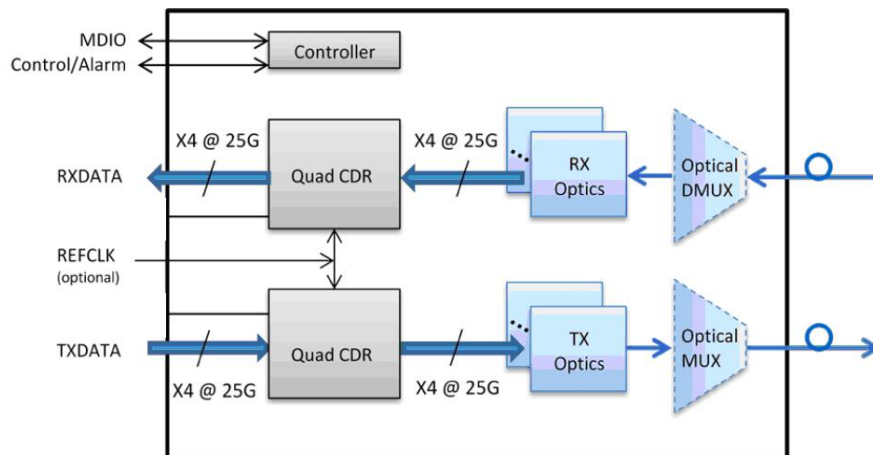 MDIO
Control/Alarm
Controller
X4 @ 25G
X4 @ 25G
RXDATA
Quad CDR
RX
Optics
Optical
DMUX
REFCLK
(optional)
TXDATA
Quad CDR
TX
Optics
Optical
MUX
X4 @ 25G
X4 @ 25G